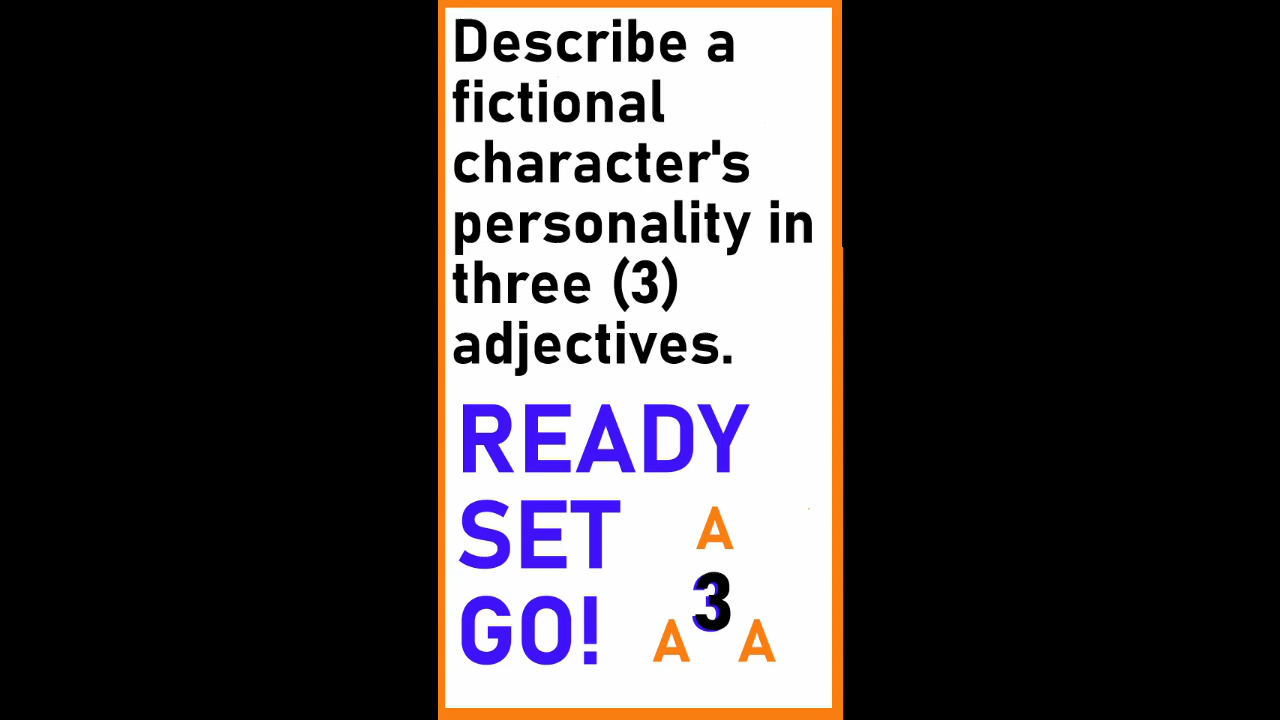 Describe a
fictional
character's
personality in
three (3)
adjectives.
READY
SET
GO!
A
3
A A